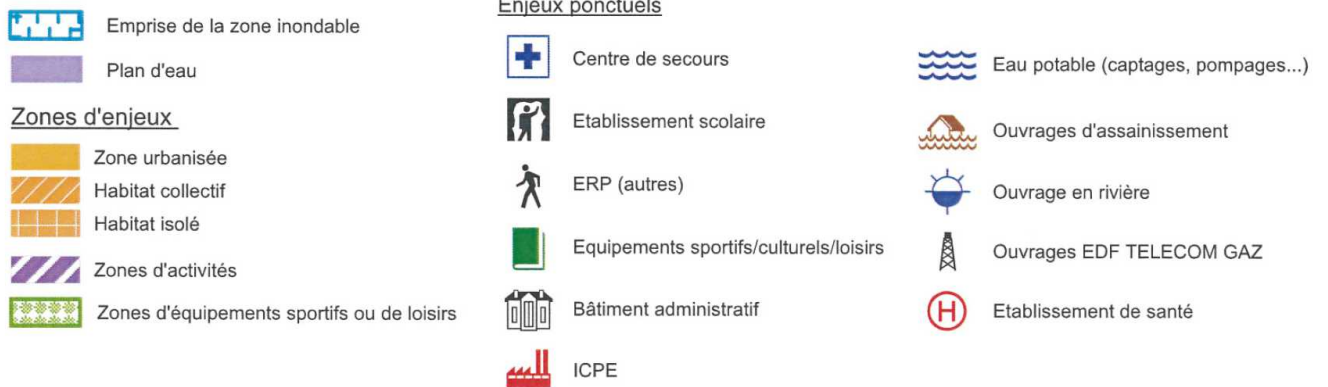 Emprise de la zone inondable
Plan d'eau
Zones d'enjeux
Zone urbanisée
Habitat collectif
Habitat isolé
Zones d'activités
Zones d'équipements sportifs ou de loisirs
Enjeux ponctuels
Centre de secours
Etablissement scolaire
ERP (autres)
Equipements sportifs/culturels/loisirs
Bâtiment administratif
ICPE
Eau potable (captages, pompages...)
Ouvrages d'assainissement
Ouvrage en rivière
Ouvrages EDF TELECOM GAZ
H
Etablissement de santé